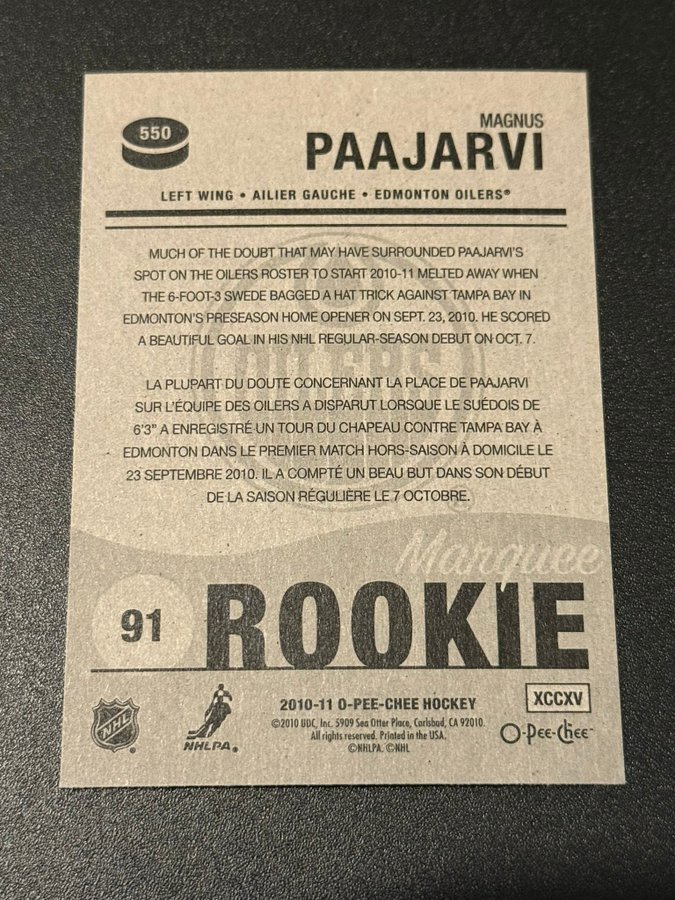 550
MAGNUS
PAAJARVI
LEFT WING • AILIER GAUCHE • EDMONTON OILERS®
MUCH OF THE DOUBT THAT MAY HAVE SURROUNDED PAAJARVI'S
SPOT ON THE OILERS ROSTER TO START 2010-11 MELTED AWAY WHEN
THE 6-FOOT-3 SWEDE BAGGED A HAT TRICK AGAINST TAMPA BAY IN
EDMONTON'S PRESEASON HOME OPENER ON SEPT. 23, 2010. HE SCORED
A BEAUTIFUL GOAL IN HIS NHL REGULAR-SEASON DEBUT ON OCT. 7.
LA PLUPART DU DOUTE CONCERNANT LA PLACE DE PAAJARVI
SUR L'ÉQUIPE DES OILERS A DISPARUT LORSQUE LE SUÉDOIS DE
6'3" A ENREGISTRÉ UN TOUR DU CHAPEAU CONTRE TAMPA BAY À
EDMONTON DANS LE PREMIER MATCH HORS-SAISON À DOMICILE LE
23 SEPTEMBRE 2010. IL A COMPTÉ UN BEAU BUT DANS SON DÉBUT
DE LA SAISON RÉGULIÈRE LE 7 OCTOBRE.
OILERS
Marquee
91 ROOKIE
NHL
NHLPA®
2010-11 O-PEE-CHEE HOCKEY
©2010 UDC, Inc. 5909 Sea Otter Place, Carlsbad, CA 92010.
All rights reserved. Printed in the USA.
©NHLPA. ©NHL
XCCXV
O-Pee-Chee™